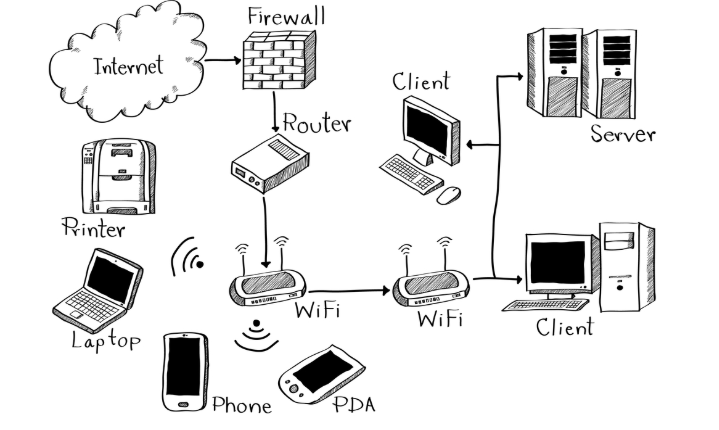 Firewall
Internet
Client
Router
Server
Printer
WiFi
WiFi
Client
Laptop
Phone
PDA